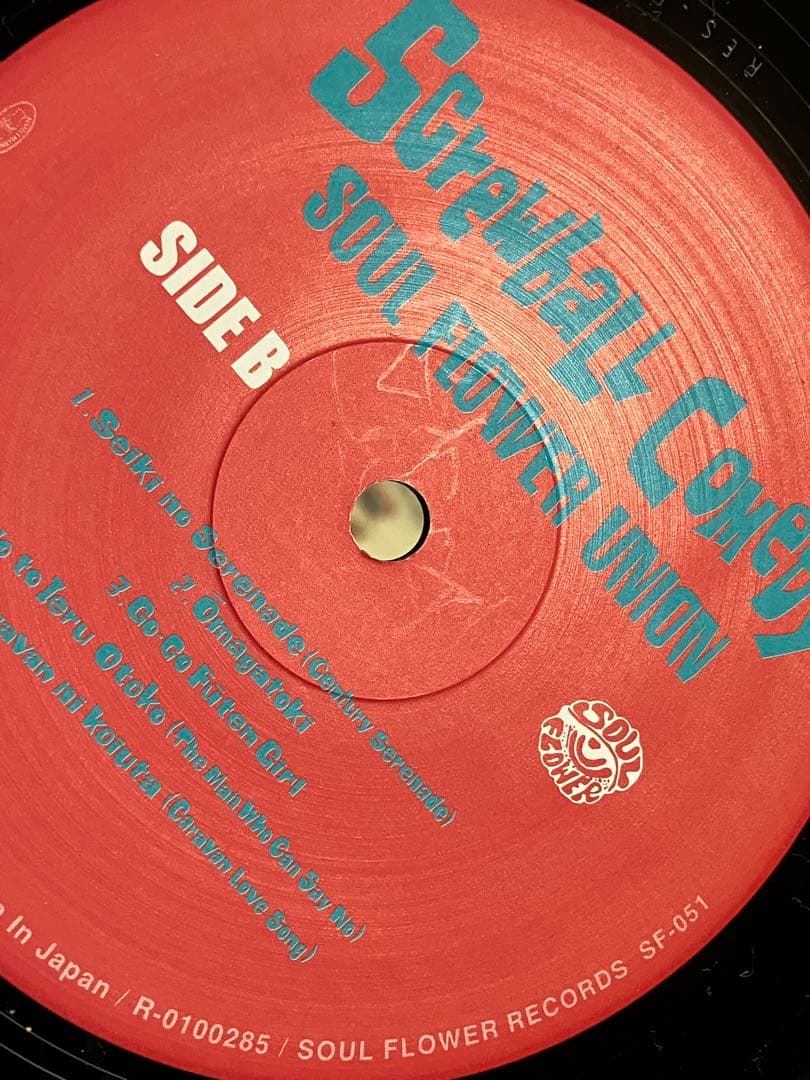 Screwball Comedy
SOUL FLOWER UNION
SIDE B
1. Seiki no Serenade (Century Serenade)
2. Omagatoki
3. Go-Go Futen Girl
to Ieru Otoko (The Man Who Can Say No)
ni Koiuta (Caravan Love Song)
SOUL
FLOWER
In Japan / R-0100285 / SOUL FLOWER RECORDS SF-051